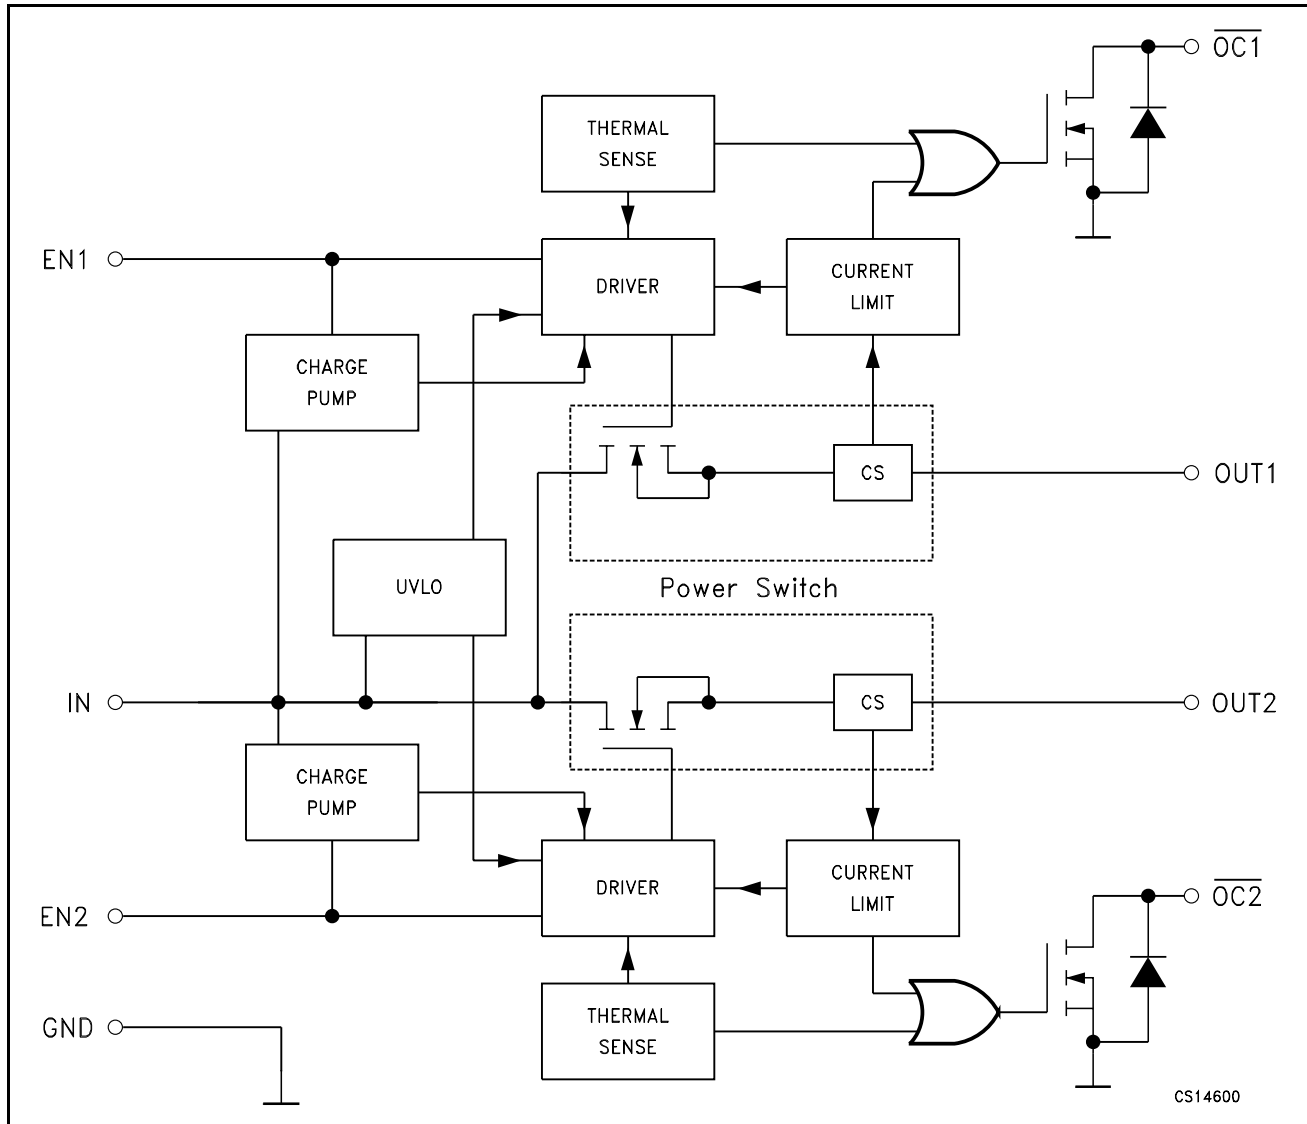 OC1
THERMAL
SENSE
EN1
DRIVER
CURRENT
LIMIT
CHARGE
PUMP
CS
OUT1
UVLO
Power Switch
IN
CS
OUT2
CHARGE
PUMP
DRIVER
CURRENT
LIMIT
OC2
EN2
GND
THERMAL
SENSE
CS14600